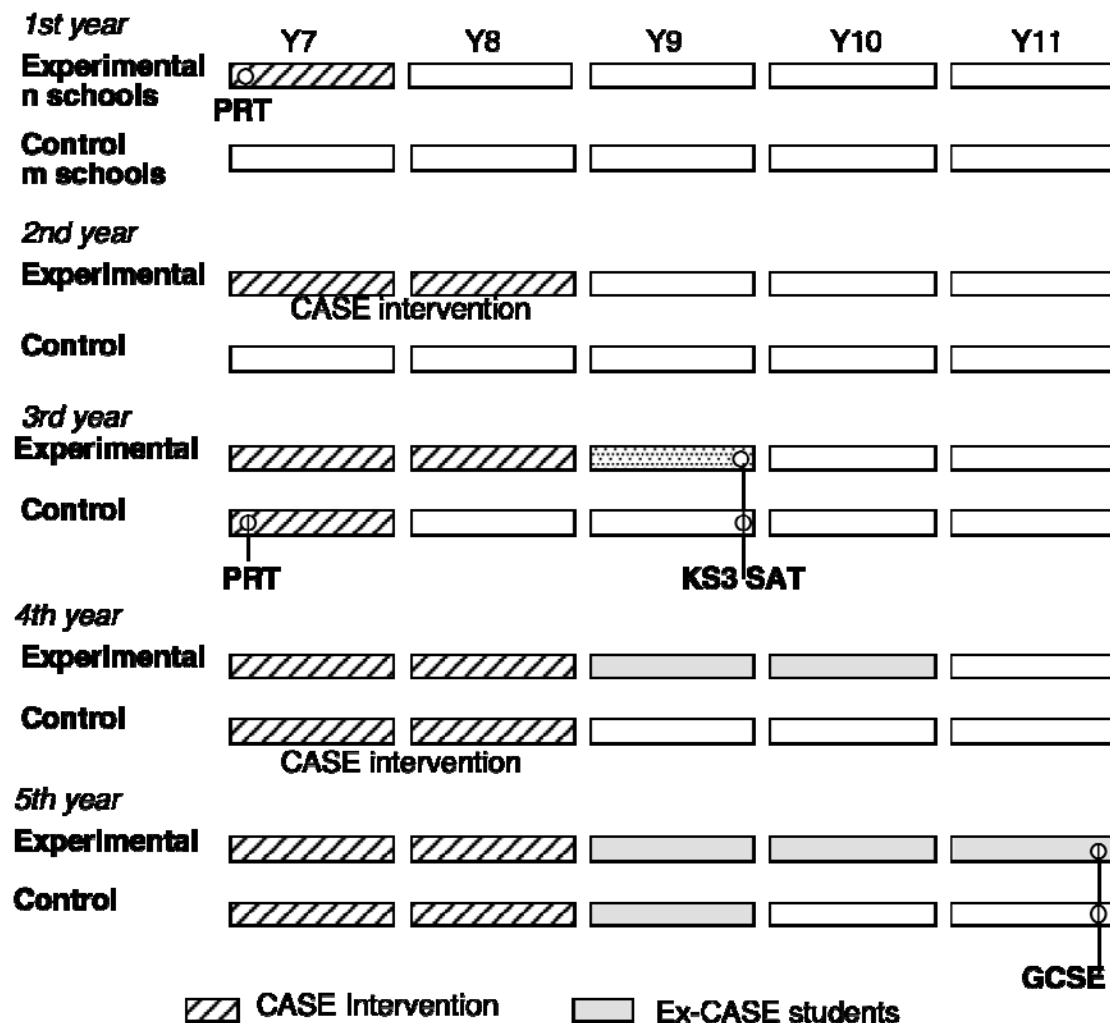 1st year
Y7 Y8 Y9 Y10 Y11
Experimental
n schools
PRT
Control
m schools
2nd year
Experimental
CASE intervention
Control
3rd year
Experimental
Control
PRT KS3 SAT
4th year
Experimental
Control
CASE intervention
5th year
Experimental
Control
GCSE
CASE Intervention Ex-CASE students